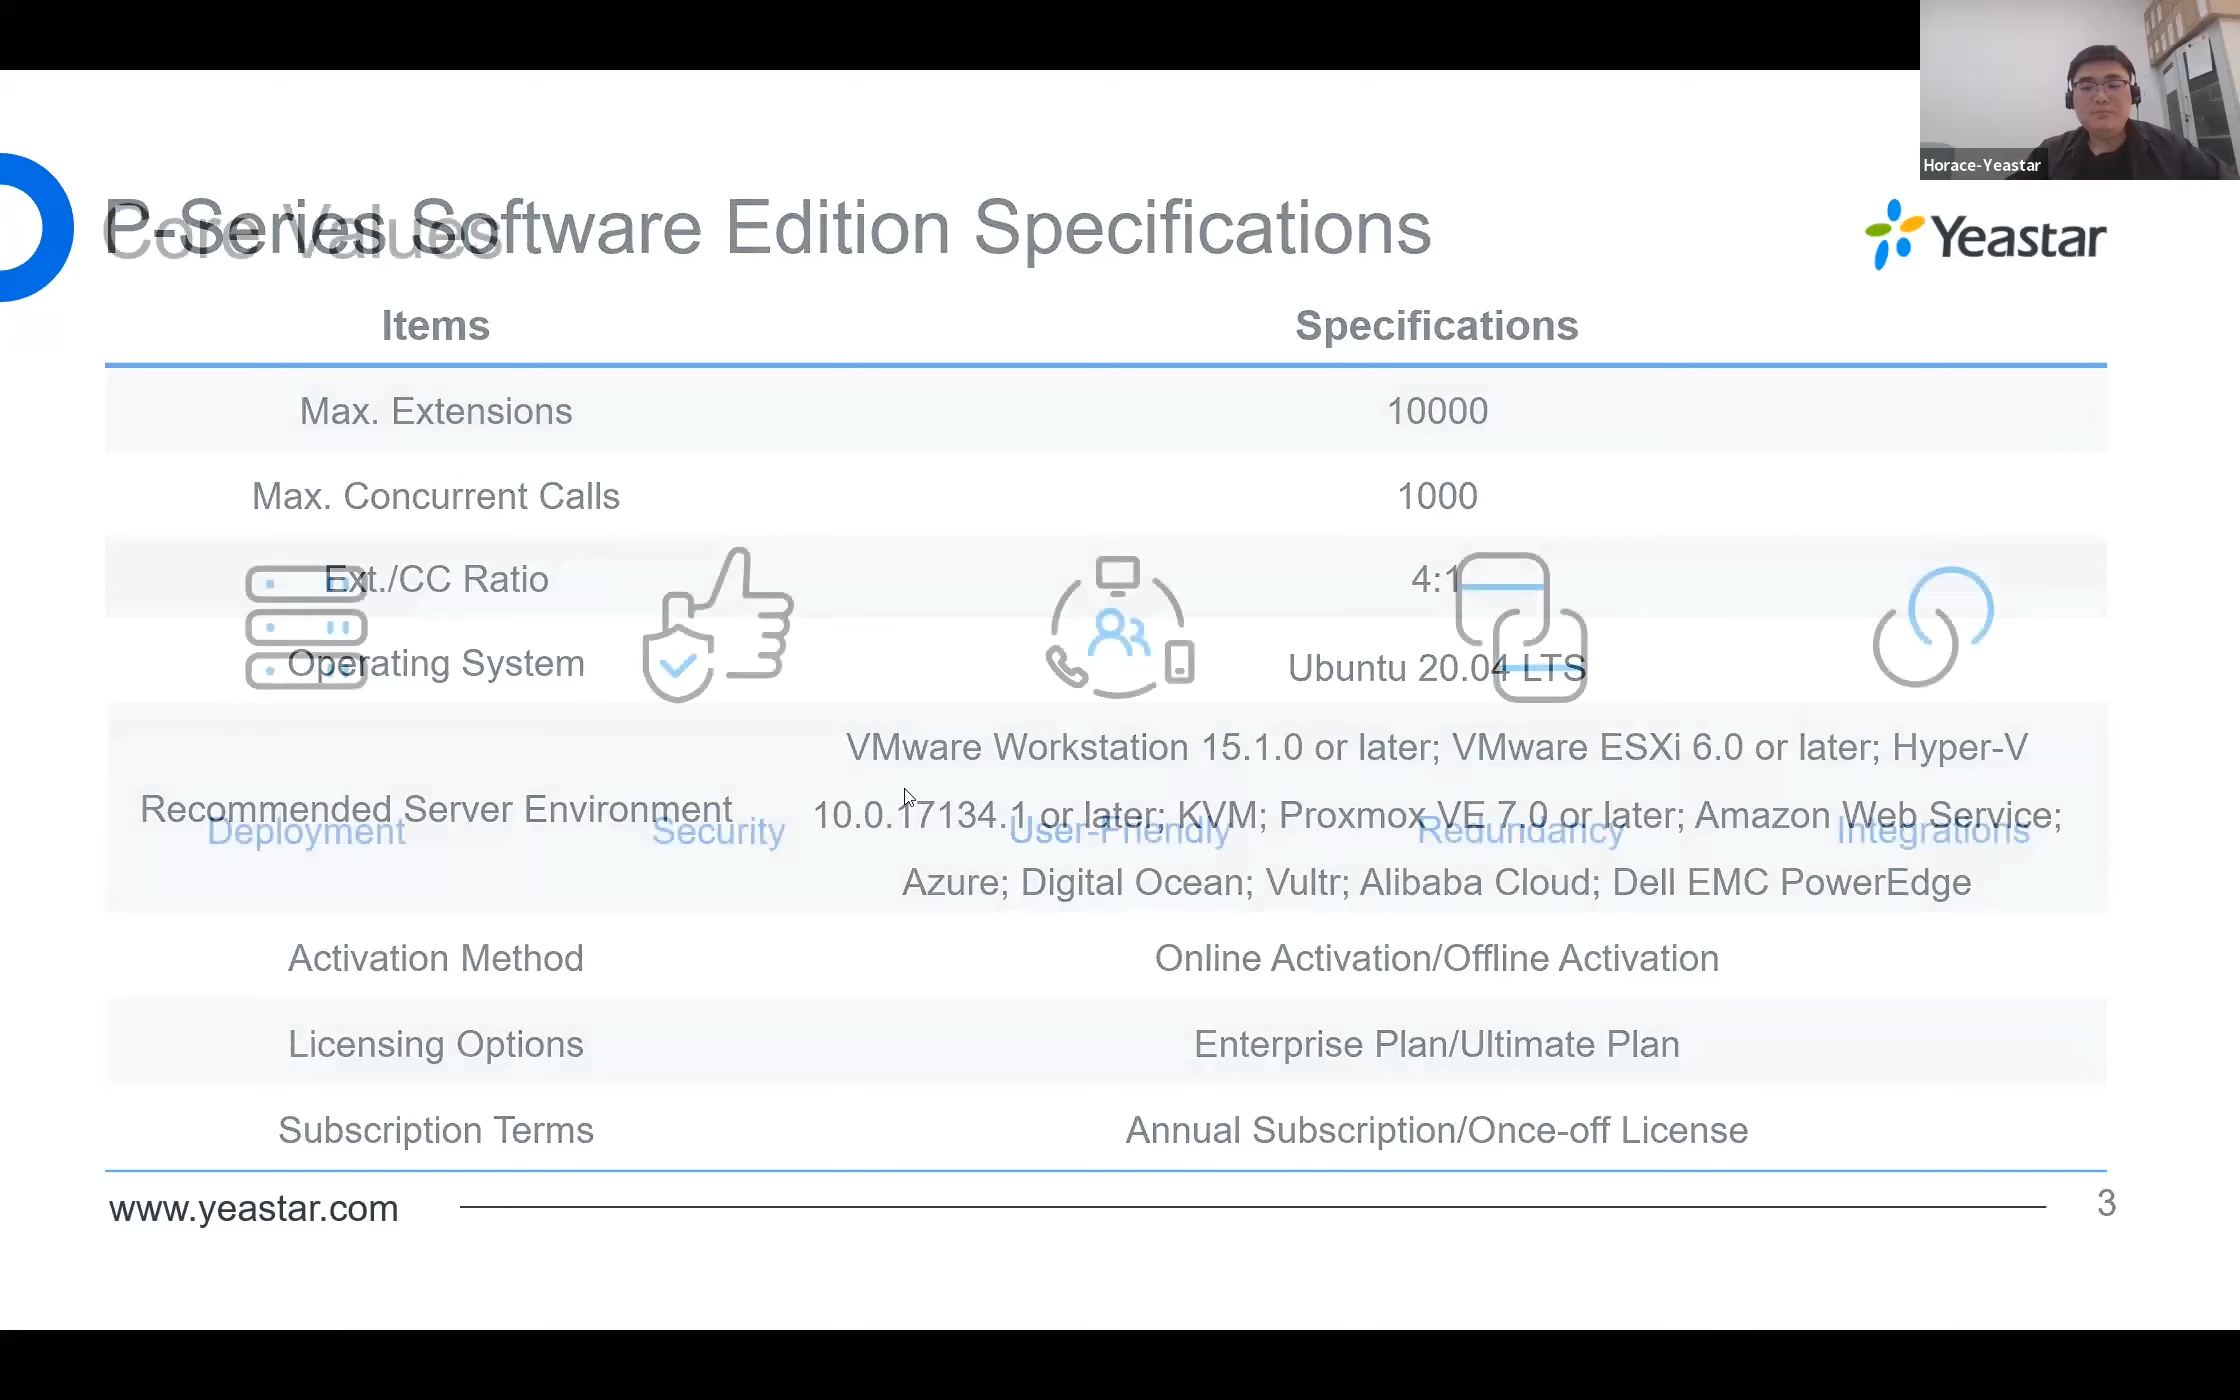 Horace-Yeastar
P-Series Software Edition Specifications
Core Values
Yeastar
Items Specifications
Max. Extensions 10000
Max. Concurrent Calls 1000
Ext./CC Ratio 4:1
Operating System Ubuntu 20.04 LTS
VMware Workstation 15.1.0 or later; VMware ESXi 6.0 or later; Hyper-V
Recommended Server Environment 10.0.17134.1 or later; KVM; Proxmox VE 7.0 or later; Amazon Web Service;
Deployment Security User-Friendly Redundancy Integrations
Azure; Digital Ocean; Vultr; Alibaba Cloud; Dell EMC PowerEdge
Activation Method Online Activation/Offline Activation
Licensing Options Enterprise Plan/Ultimate Plan
Subscription Terms Annual Subscription/Once-off License
www.yeastar.com 3